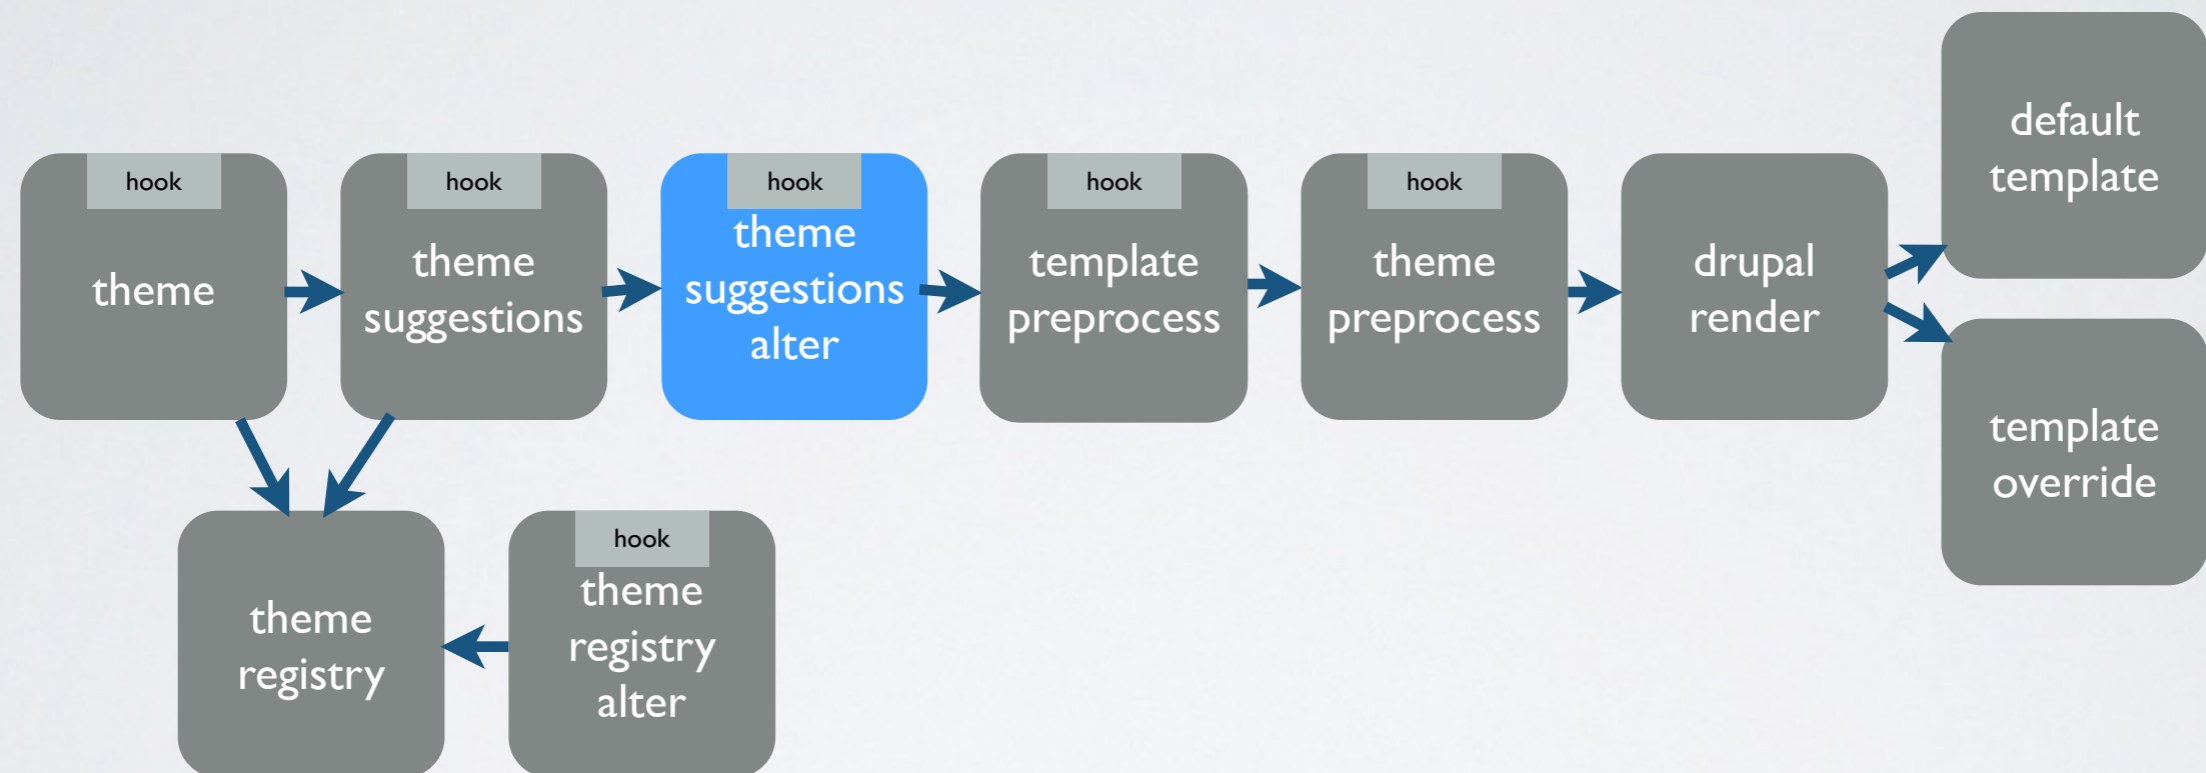 hook
theme
hook
theme
suggestions
hook
theme
suggestions
alter
hook
template
preprocess
hook
theme
preprocess
drupal
render
default
template
template
override
theme
registry
hook
theme
registry
alter